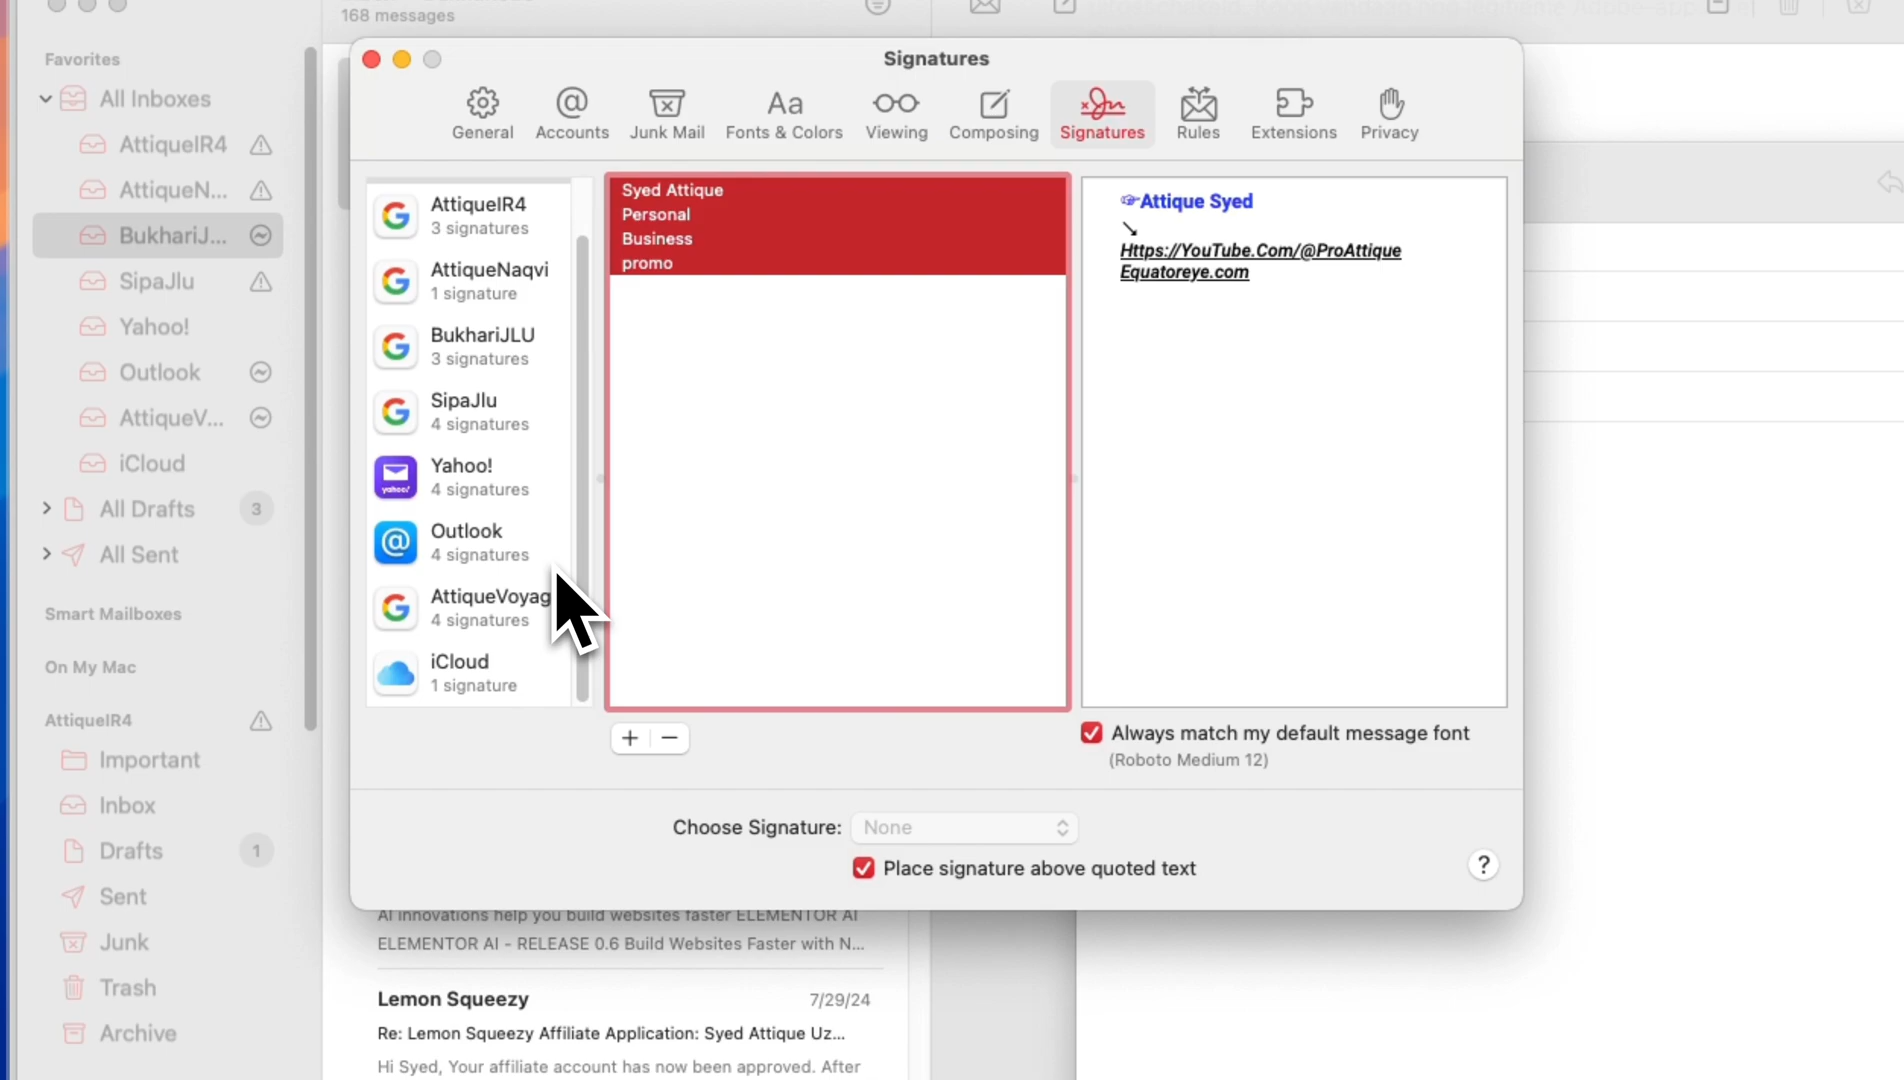 168 messages
Favorites
All Inboxes
AttiqueIR4
AttiqueN...
BukhariJ...
SipaJlu
Yahoo!
Outlook
AttiqueV...
iCloud
All Drafts 3
All Sent
Smart Mailboxes
On My Mac
AttiqueIR4
Important
Inbox
Drafts 1
Sent
Junk
Trash
Archive
Signatures
General
Accounts
Junk Mail
Aa
Fonts & Colors
Viewing
Composing
Signatures
Rules
Extensions
Privacy
AttiqueIR4
3 signatures
AttiqueNaqvi
1 signature
BukhariJLU
3 signatures
SipaJlu
4 signatures
Yahoo!
4 signatures
yahoo!
Outlook
4 signatures
AttiqueVoyag
4 signatures
iCloud
1 signature
Syed Attique
Personal
Business
promo
☞Attique Syed
↘
Https://YouTube.Com/@ProAttique
Equatoreye.com
+ −
Always match my default message font
(Roboto Medium 12)
Choose Signature: None
Place signature above quoted text
?
AI innovations help you build websites faster ELEMENTOR AI
ELEMENTOR AI - RELEASE 0.6 Build Websites Faster with N...
Lemon Squeezy 7/29/24
Re: Lemon Squeezy Affiliate Application: Syed Attique Uz...
Hi Syed, Your affiliate account has now been approved. After